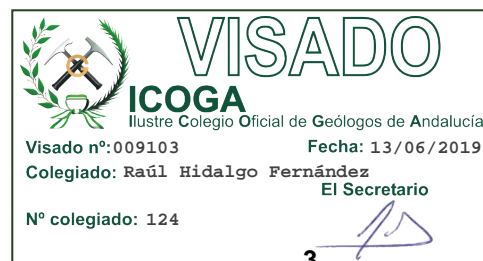 VISADO
ICOGA
Ilustre Colegio Oficial de Geólogos de Andalucía
Visado nº:009103 Fecha: 13/06/2019
Colegiado: Raúl Hidalgo Fernández
El Secretario
Nº colegiado: 124
3